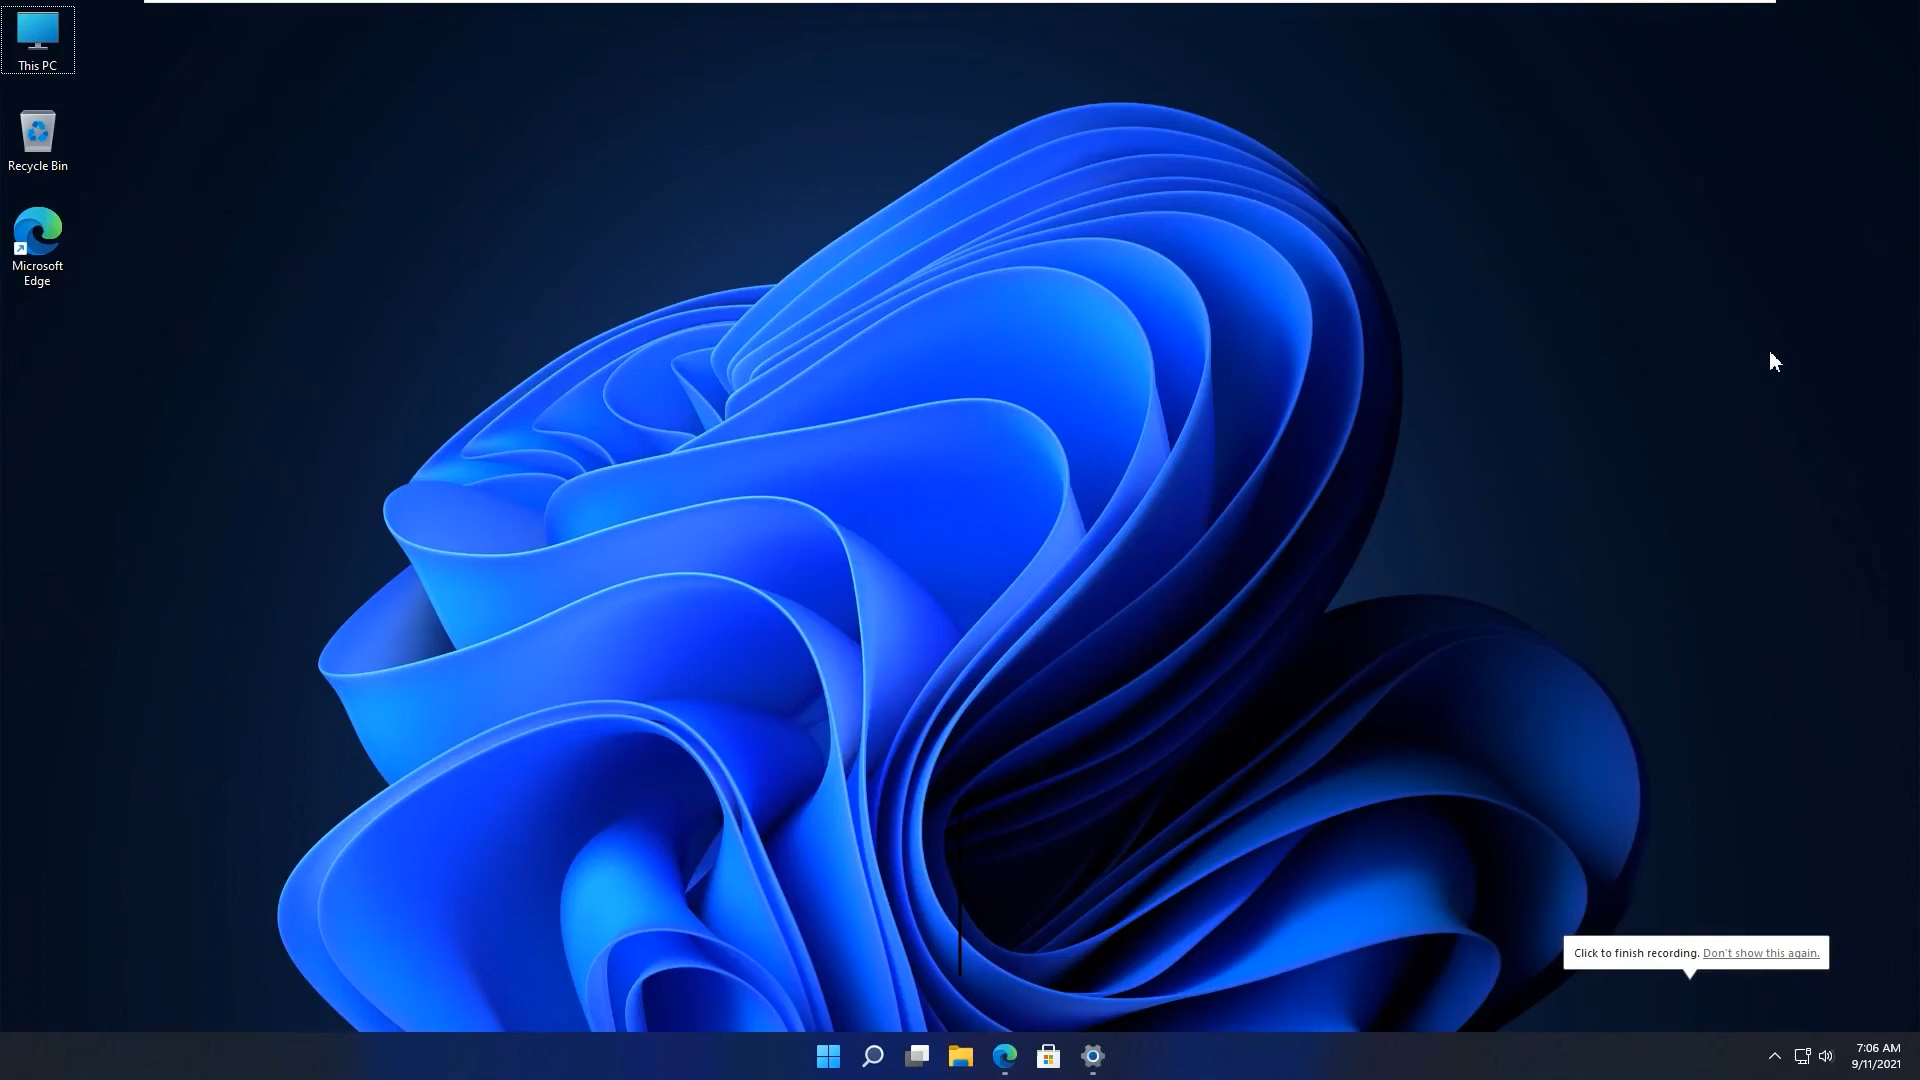 This PC
Recycle Bin
Microsoft
Edge
Click to finish recording. Don't show this again.
7:06 AM
9/11/2021